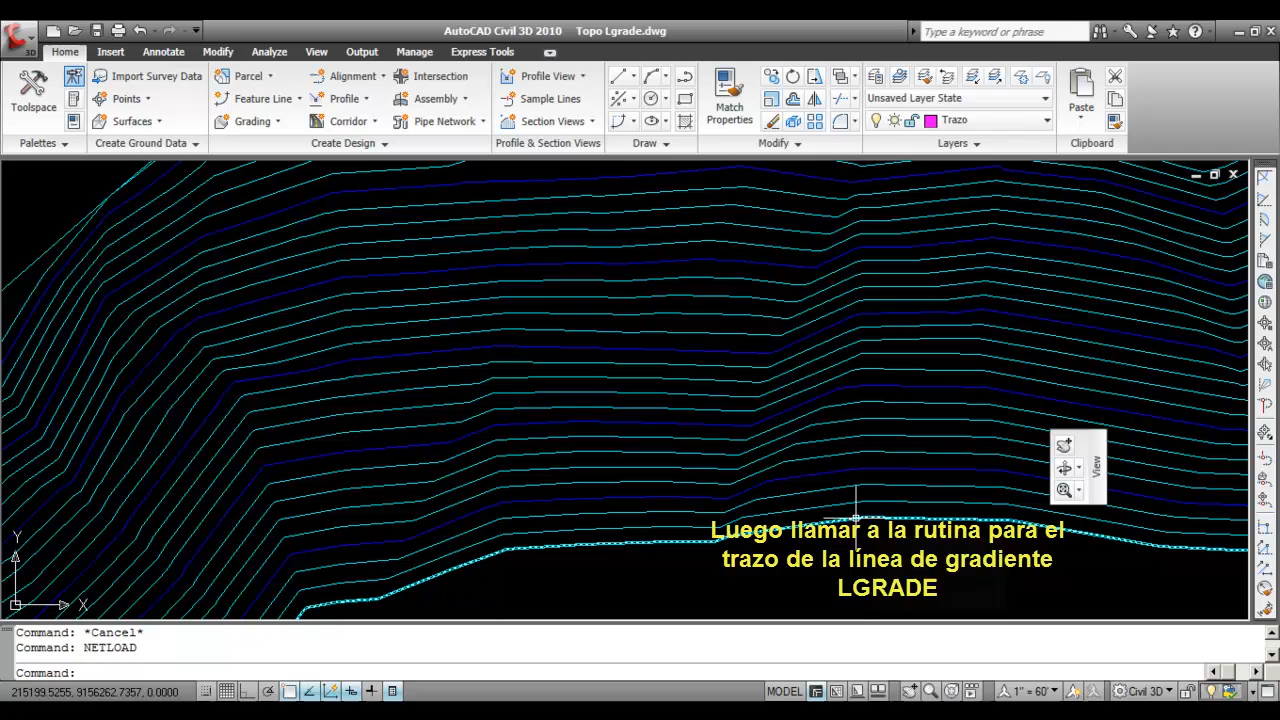 AutoCAD Civil 3D 2010 Topo Lgrade.dwg
Type a keyword or phrase
3D
Home Insert Annotate Modify Analyze View Output Manage Express Tools
Toolspace
Import Survey Data
Points
Surfaces
Parcel
Feature Line
Grading
Alignment
Profile
Corridor
Intersection
Assembly
Pipe Network
Profile View
Sample Lines
Section Views
Match
Properties
Unsaved Layer State
Trazo
Paste
Palettes
Create Ground Data
Create Design
Profile & Section Views
Draw
Modify
Layers
Clipboard
View
Luego llamar a la rutina para el
trazo de la línea de gradiente
LGRADE
Y
X
Command: *Cancel*
Command: NETLOAD
Command:
215199.5255, 9156262.7357, 0.0000
MODEL
1" = 60'
Civil 3D